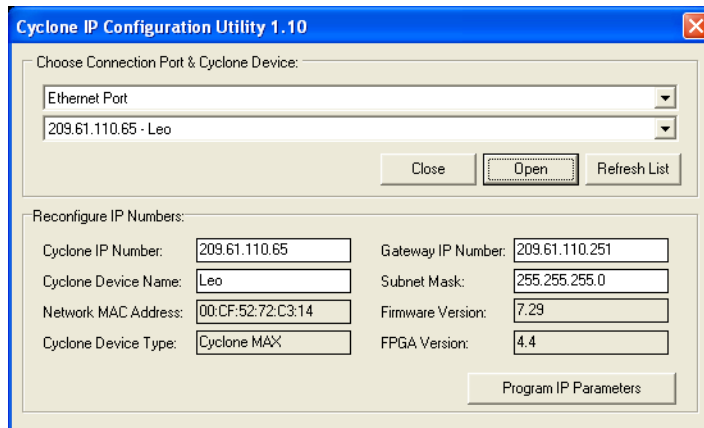 Cyclone IP Configuration Utility 1.10
Choose Connection Port & Cyclone Device:
Ethernet Port
209.61.110.65 - Leo
Close Open Refresh List
Reconfigure IP Numbers:
Cyclone IP Number: 209.61.110.65 Gateway IP Number: 209.61.110.251
Cyclone Device Name: Leo Subnet Mask: 255.255.255.0
Network MAC Address: 00:CF:52:72:C3:14 Firmware Version: 7.29
Cyclone Device Type: Cyclone MAX FPGA Version: 4.4
Program IP Parameters